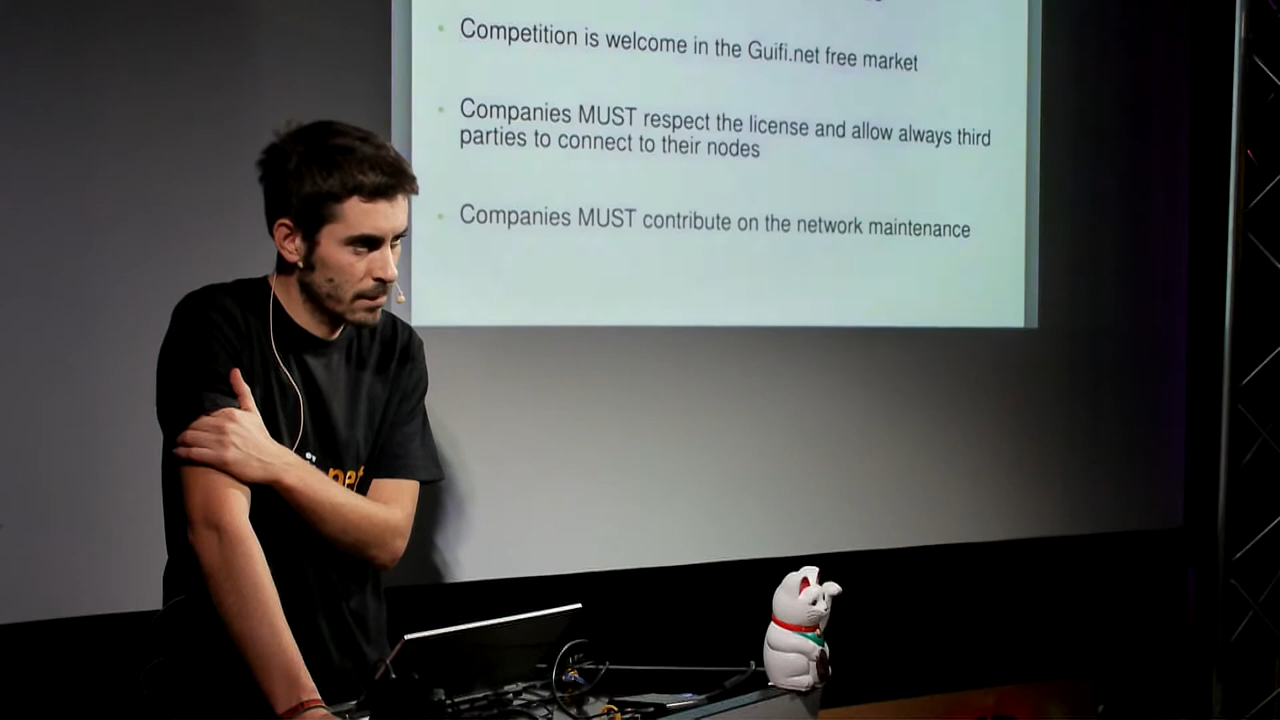 Competition is welcome in the Guifi.net free market
Companies MUST respect the license and allow always third
parties to connect to their nodes
Companies MUST contribute on the network maintenance
net